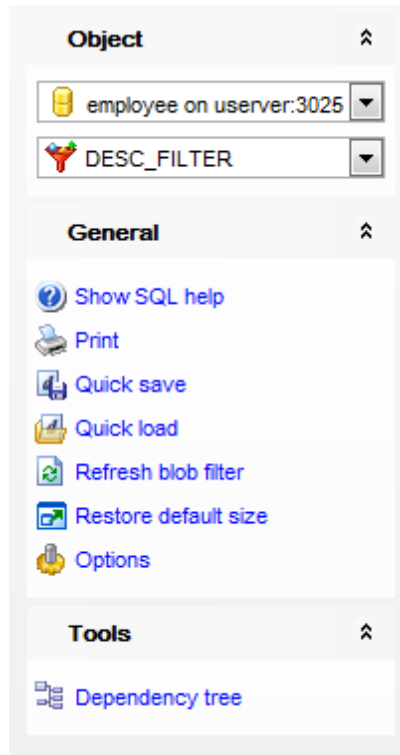 Object
employee on userver:3025
DESC_FILTER
General
Show SQL help
Print
Quick save
Quick load
Refresh blob filter
Restore default size
Options
Tools
Dependency tree